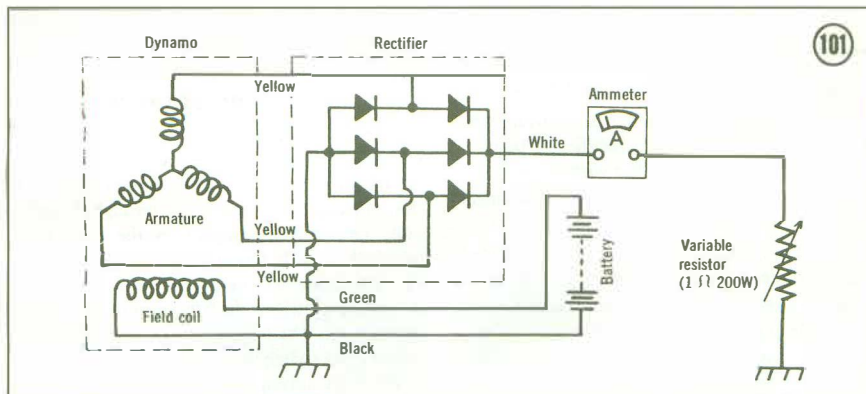 101
Dynamo
Rectifier
Yellow
Ammeter
A
White
Armature
Yellow
Yellow
Battery
Variable
resistor
(1 Ω 200W)
Green
Field coil
Black